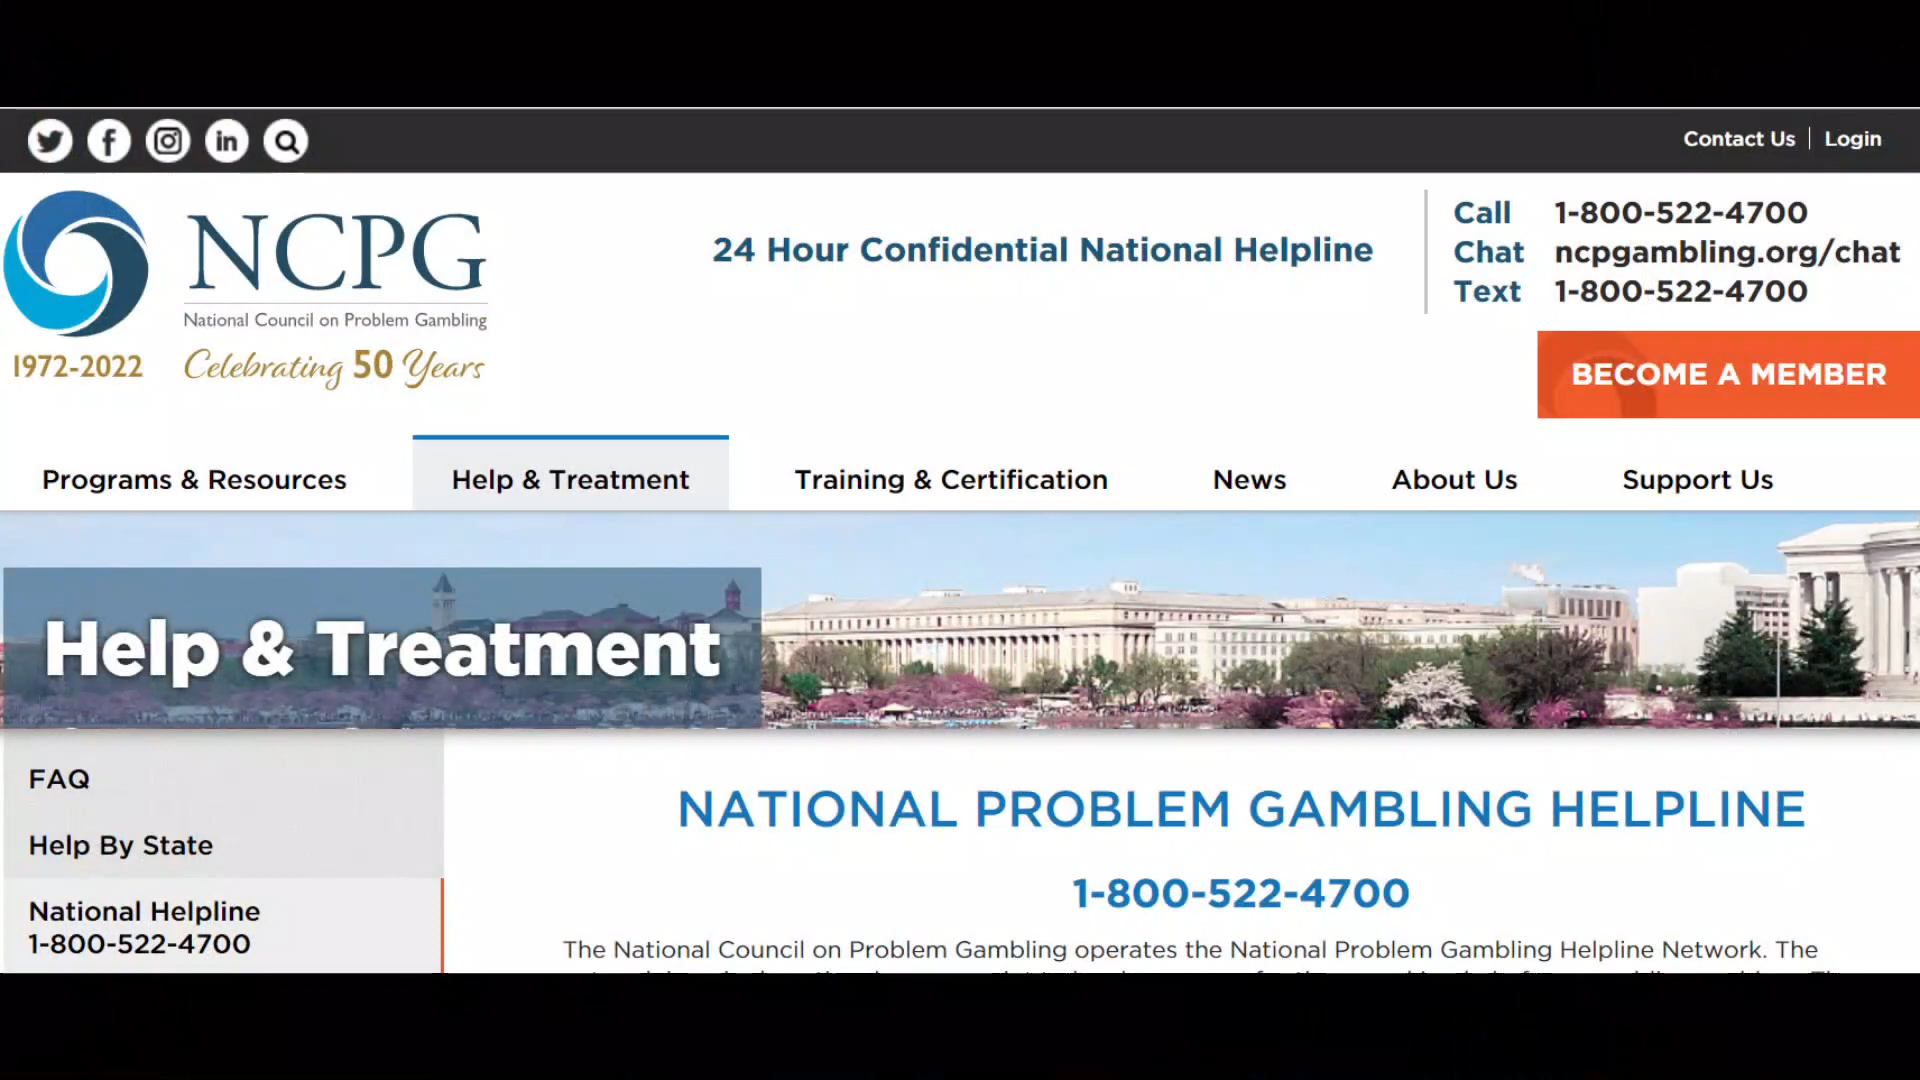 Contact Us | Login
NCPG
National Council on Problem Gambling
1972-2022
Celebrating 50 Years
24 Hour Confidential National Helpline
Call 1-800-522-4700
Chat ncpgambling.org/chat
Text 1-800-522-4700
BECOME A MEMBER
Programs & Resources Help & Treatment Training & Certification News About Us Support Us
Help & Treatment
FAQ
Help By State
National Helpline
1-800-522-4700
NATIONAL PROBLEM GAMBLING HELPLINE
1-800-522-4700
The National Council on Problem Gambling operates the National Problem Gambling Helpline Network. The